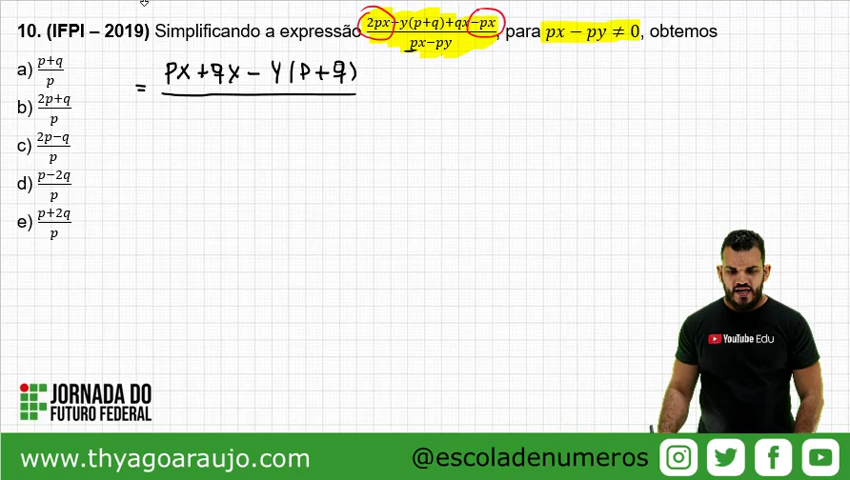 10. (IFPI – 2019) Simplificando a expressão (2px−y(p+q)+qx−px)/(px−py), para px − py ≠ 0, obtemos
a) (p+q)/p
= PX+qX − Y(P+q)
b) (2p+q)/p
c) (2p−q)/p
d) (p−2q)/p
e) (p+2q)/p
YouTube Edu
JORNADA DO
FUTURO FEDERAL
www.thyagoaraujo.com @escoladenumeros